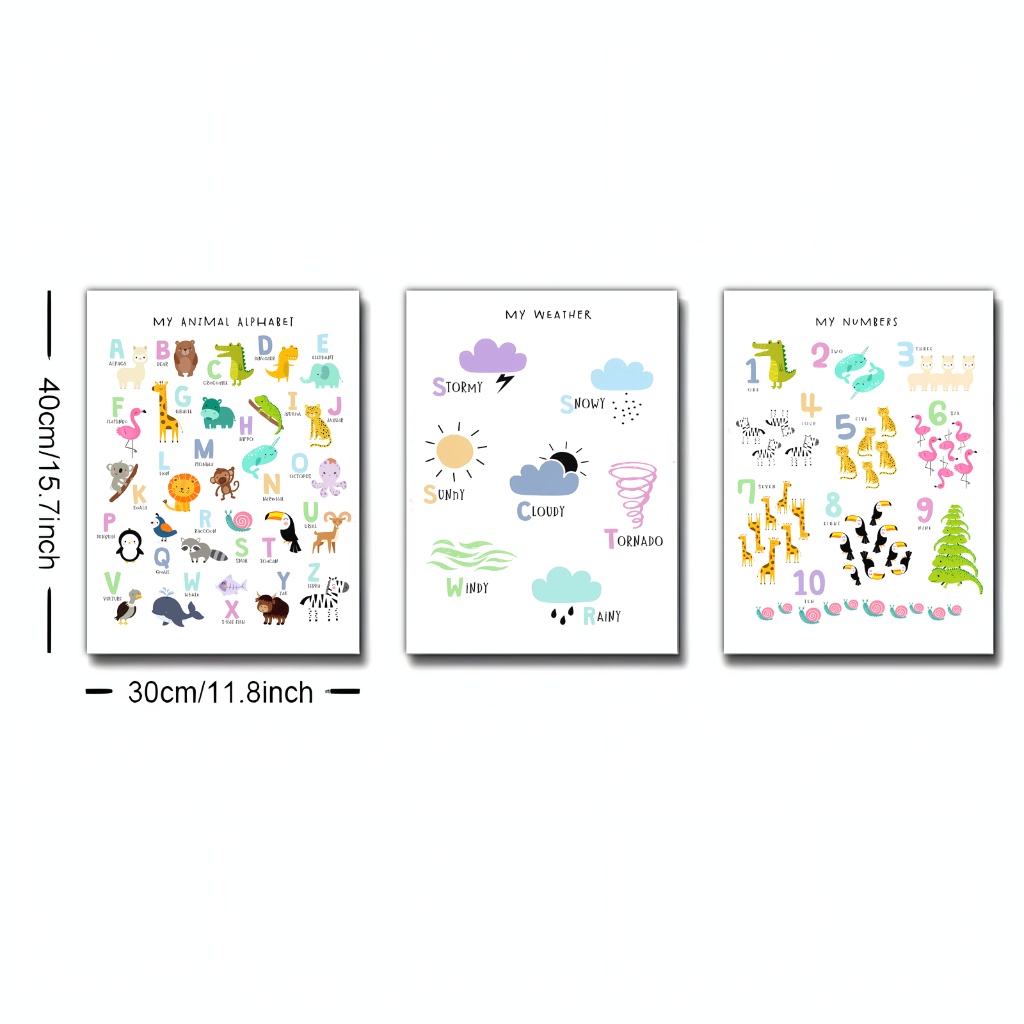 40cm/15.7inch
30cm/11.8inch
MY ANIMAL ALPHABET
A
ALPACA
B
BEAR
C
CROCODILE
D
DINOSAUR
E
ELEPHANT
F
FLAMINGO
G
GIRAFFE
H
HIPPO
I
IGUANA
J
JAGUAR
K
KOALA
L
LION
M
MONKEY
N
NARWHAL
O
OCTOPUS
P
PENGUIN
Q
QUAIL
R
RACCOON
S
SNAIL
T
TOUCAN
U
URIAL
V
VULTURE
W
WHALE
X
X-RAY FISH
Y
YAK
Z
ZEBRA
MY WEATHER
STORMY
SNOWY
SUNNY
CLOUDY
TORNADO
WINDY
RAINY
MY NUMBERS
1
ONE
2 TWO
3 THREE
4
FOUR
5 FIVE
6 SIX
7 SEVEN
8
EIGHT
9
NINE
10
TEN